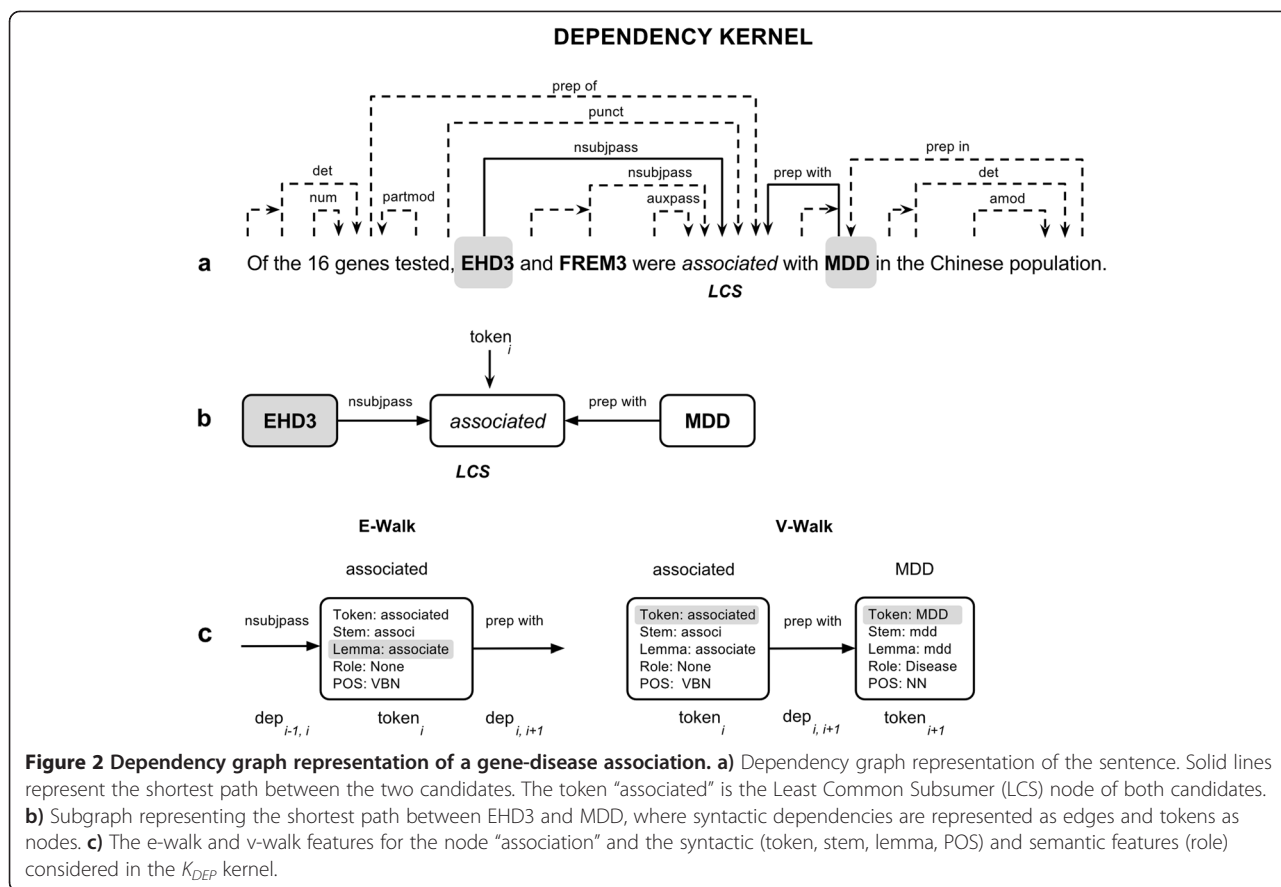 DEPENDENCY KERNEL
prep of
punct
nsubjpass
prep in
nsubjpass
prep with
det
det
num
partmod
auxpass
amod
a Of the 16 genes tested, EHD3 and FREM3 were associated with MDD in the Chinese population.
LCS
token i
b EHD3 nsubjpass associated prep with MDD
LCS
E-Walk V-Walk
associated associated MDD
c
nsubjpass
Token: associated
Stem: associ
Lemma: associate
Role: None
POS: VBN
prep with
Token: associated
Stem: associ
Lemma: associate
Role: None
POS: VBN
prep with
Token: MDD
Stem: mdd
Lemma: mdd
Role: Disease
POS: NN
dep i-1, i token i dep i, i+1 token i dep i, i+1 token i+1
Figure 2 Dependency graph representation of a gene-disease association. a) Dependency graph representation of the sentence. Solid lines
represent the shortest path between the two candidates. The token “associated” is the Least Common Subsumer (LCS) node of both candidates.
b) Subgraph representing the shortest path between EHD3 and MDD, where syntactic dependencies are represented as edges and tokens as
nodes. c) The e-walk and v-walk features for the node “association” and the syntactic (token, stem, lemma, POS) and semantic features (role)
considered in the KDEP kernel.